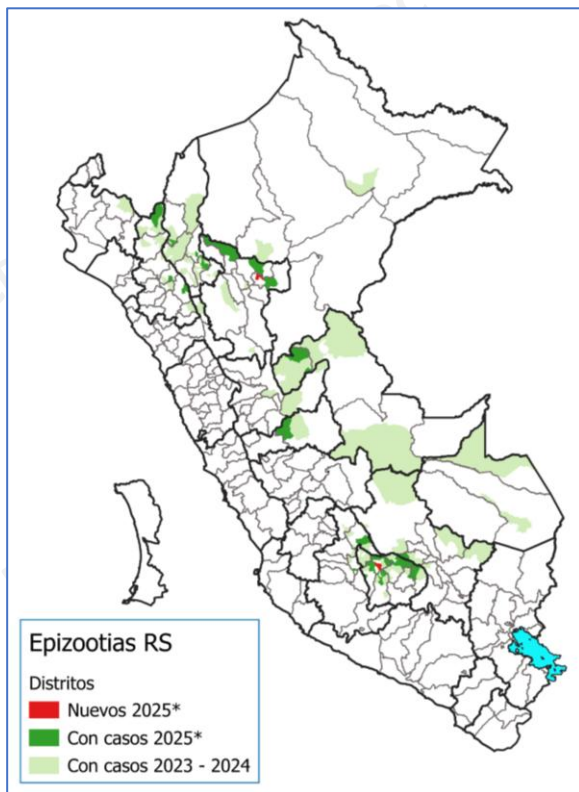 Epizootias RS
Distritos
Nuevos 2025*
Con casos 2025*
Con casos 2023 - 2024